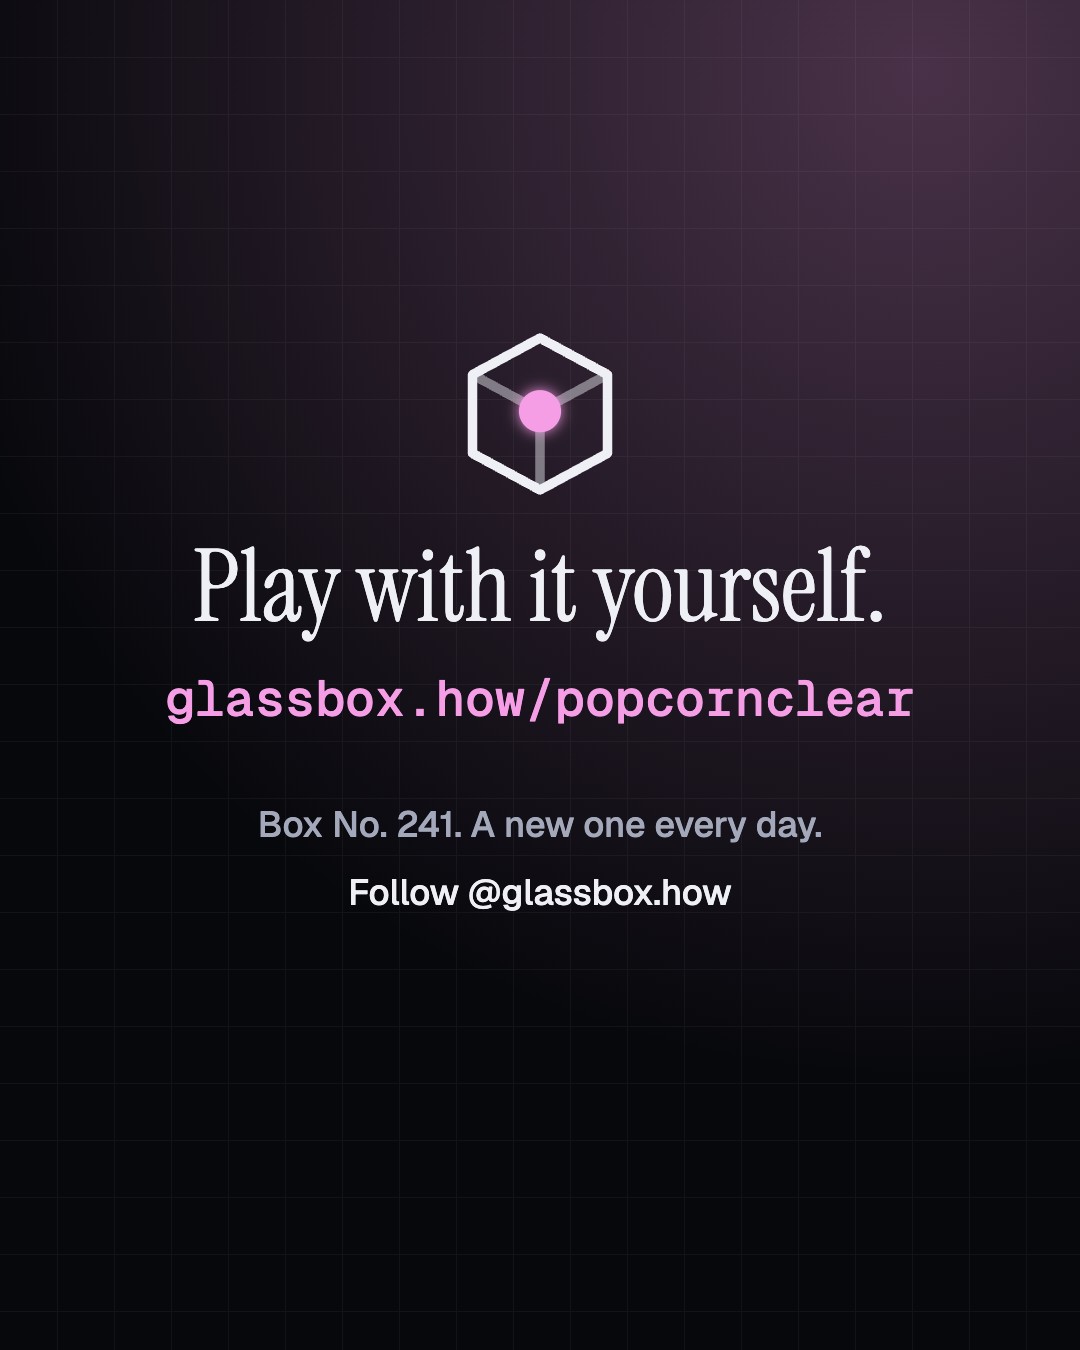 Play with it yourself.
glassbox.how/popcornclear
Box No. 241. A new one every day.
Follow @glassbox.how